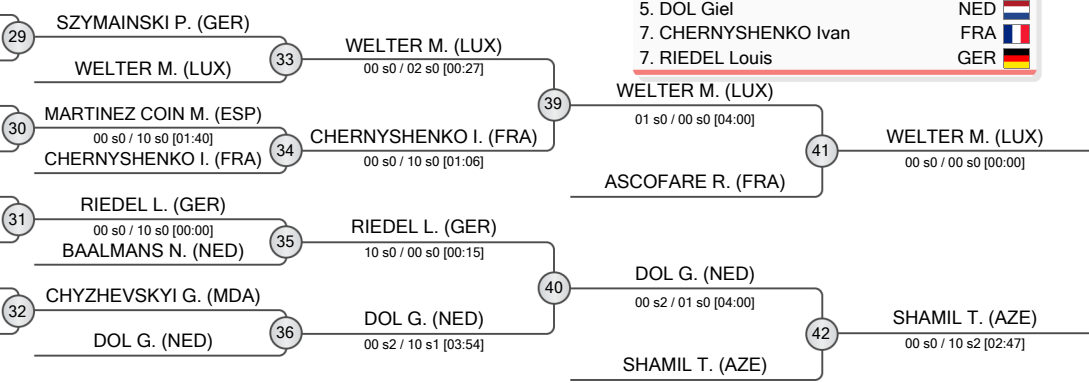 5. DOL Giel NED
7. CHERNYSHENKO Ivan FRA
7. RIEDEL Louis GER
29
SZYMAINSKI P. (GER)
WELTER M. (LUX)
33
WELTER M. (LUX)
00 s0 / 02 s0 [00:27]
30
MARTINEZ COIN M. (ESP)
00 s0 / 10 s0 [01:40]
CHERNYSHENKO I. (FRA)
34
CHERNYSHENKO I. (FRA)
00 s0 / 10 s0 [01:06]
39
WELTER M. (LUX)
01 s0 / 00 s0 [04:00]
ASCOFARE R. (FRA)
41
WELTER M. (LUX)
00 s0 / 00 s0 [00:00]
31
RIEDEL L. (GER)
00 s0 / 10 s0 [00:00]
BAALMANS N. (NED)
35
RIEDEL L. (GER)
10 s0 / 00 s0 [00:15]
32
CHYZHEVSKYI G. (MDA)
DOL G. (NED)
36
DOL G. (NED)
00 s2 / 10 s1 [03:54]
40
DOL G. (NED)
00 s2 / 01 s0 [04:00]
SHAMIL T. (AZE)
42
SHAMIL T. (AZE)
00 s0 / 10 s2 [02:47]